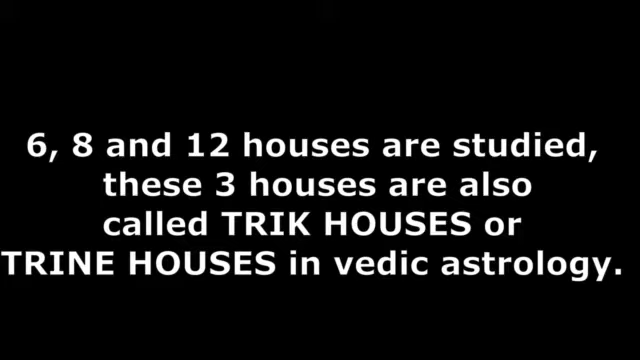 6, 8 and 12 houses are studied,
these 3 houses are also
called TRIK HOUSES or
TRINE HOUSES in vedic astrology.